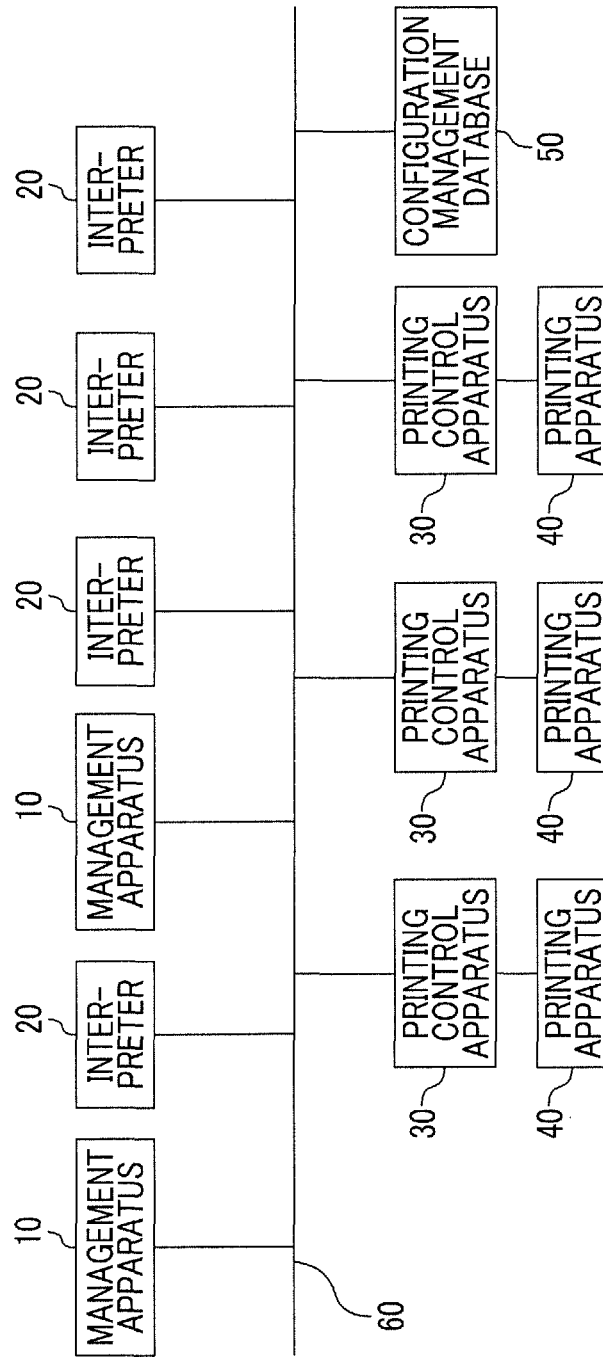 10
MANAGEMENT
APPARATUS
20
INTER-
PRETER
10
MANAGEMENT
APPARATUS
20
INTER-
PRETER
20
INTER-
PRETER
20
INTER-
PRETER
60
30
PRINTING
CONTROL
APPARATUS
40
PRINTING
APPARATUS
30
PRINTING
CONTROL
APPARATUS
40
PRINTING
APPARATUS
30
PRINTING
CONTROL
APPARATUS
40
PRINTING
APPARATUS
CONFIGURATION
MANAGEMENT
DATABASE
50